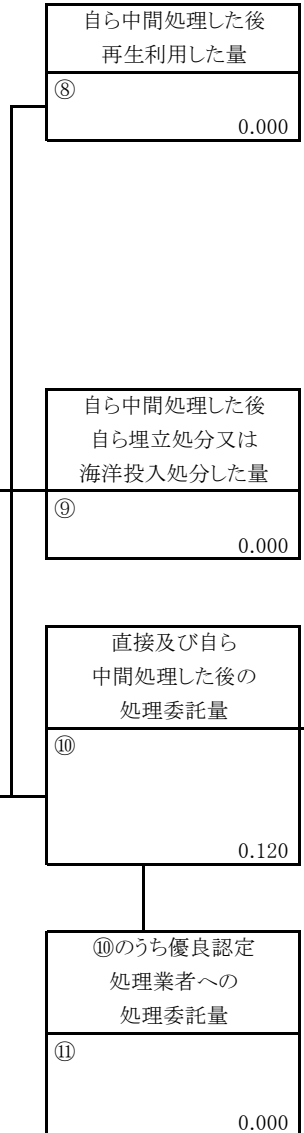 自ら中間処理した後
再生利用した量
⑧
0.000
自ら中間処理した後
自ら埋立処分又は
海洋投入処分した量
⑨
0.000
直接及び自ら
中間処理した後の
処理委託量
⑩
0.120
⑩のうち優良認定
処理業者への
処理委託量
⑪
0.000